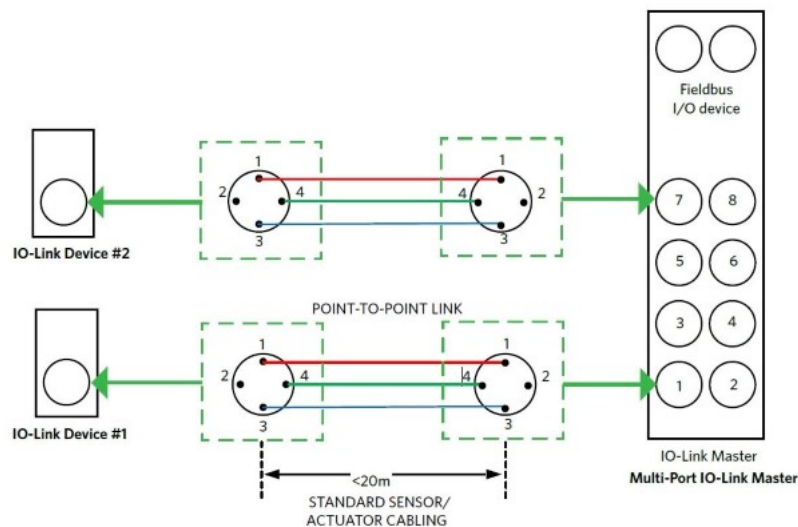 Fieldbus
I/O device
1 1
2 4 4 2
3 3
7 8
IO-Link Device #2
5 6
POINT-TO-POINT LINK
3 4
1 1
2 4 4 2
3 3
1 2
IO-Link Device #1
<20m
STANDARD SENSOR/
ACTUATOR CABLING
IO-Link Master
Multi-Port IO-Link Master